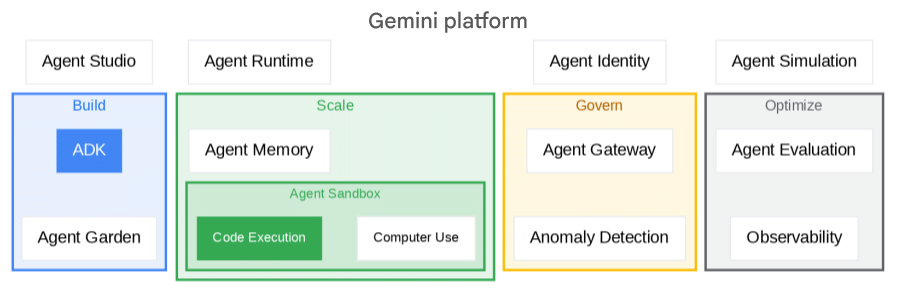 Gemini platform
Agent Studio
Agent Runtime
Agent Identity
Agent Simulation
Build
Scale
Govern
Optimize
ADK
Agent Memory
Agent Gateway
Agent Evaluation
Agent Sandbox
Agent Garden
Code Execution
Computer Use
Anomaly Detection
Observability